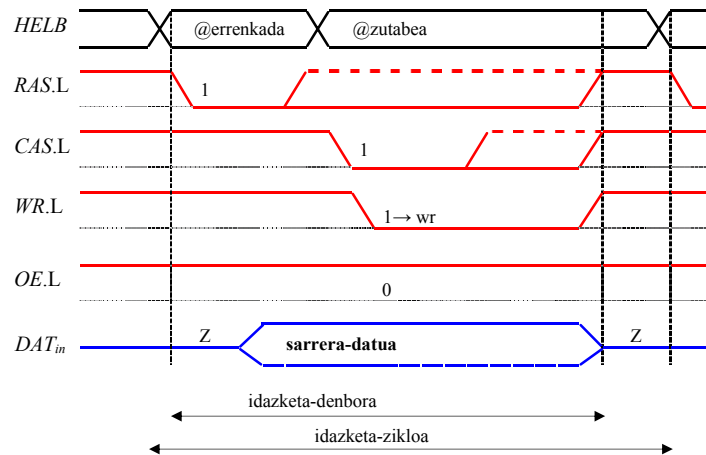 HELB
@errenkada
@zutabea
RAS.L
1
CAS.L
1
WR.L
1→ wr
OE.L
0
DATin
Z
sarrera-datua
Z
idazketa-denbora
idazketa-zikloa